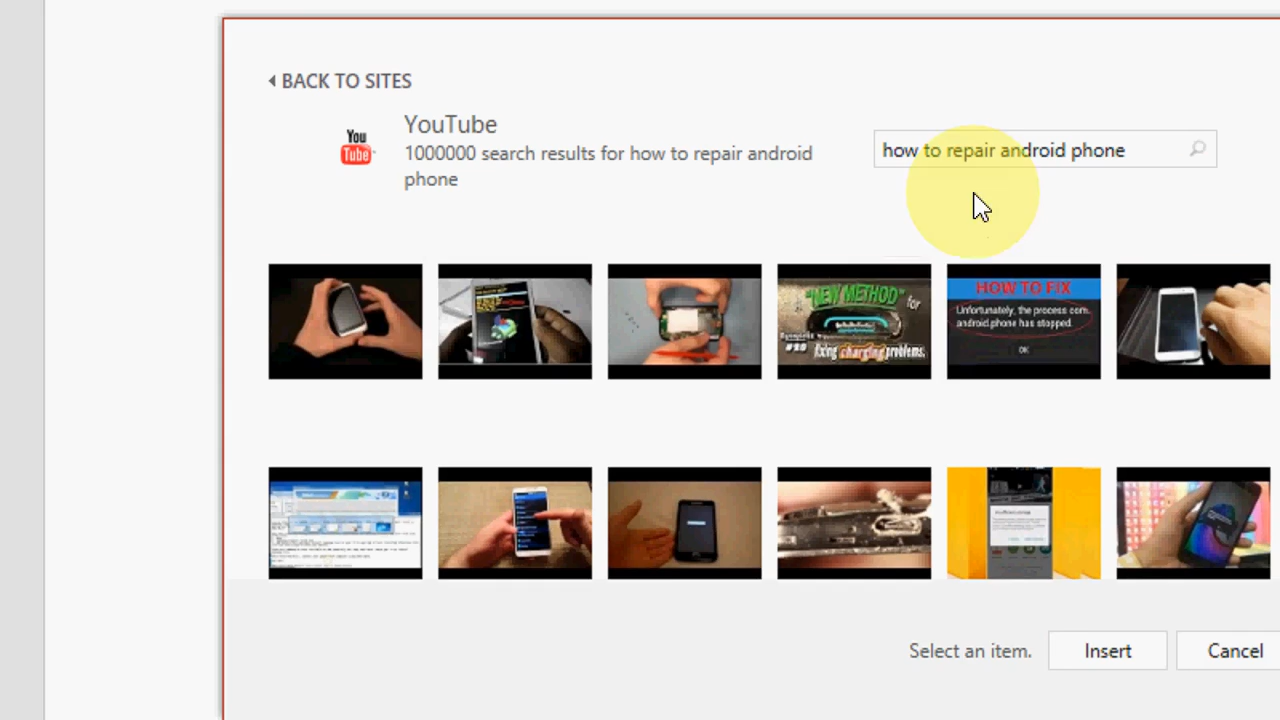 BACK TO SITES
You
Tube
YouTube
1000000 search results for how to repair android
phone
how to repair android phone
"NEW METHOD" for
fixing charging problems.
HOW TO FIX
Unfortunately, the process com.
android.phone has stopped.
OK
Select an item.
Insert
Cancel